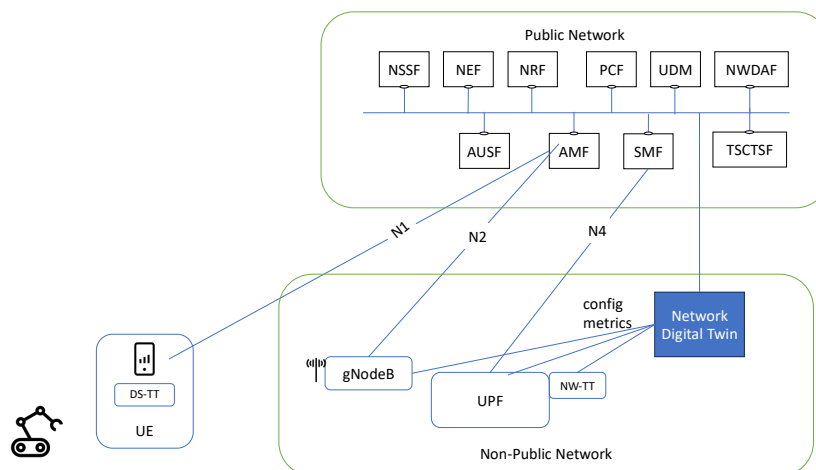 Public Network
NSSF
NEF
NRF
PCF
UDM
NWDAF
AUSF
AMF
SMF
TSCTSF
N1
N2
N4
config
metrics
Network
Digital Twin
gNodeB
UPF
NW-TT
DS-TT
UE
Non-Public Network